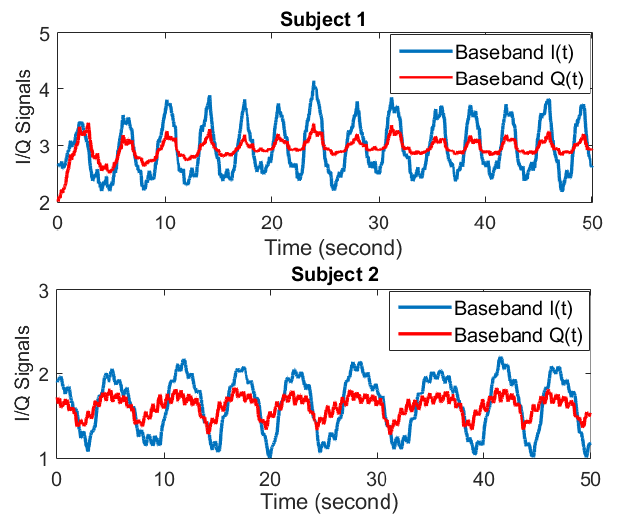 Subject 1
5
4
3
2
I/Q Signals
Baseband I(t)
Baseband Q(t)
0 10 20 30 40 50
Time (second)
Subject 2
3
2
1
I/Q Signals
Baseband I(t)
Baseband Q(t)
0 10 20 30 40 50
Time (second)